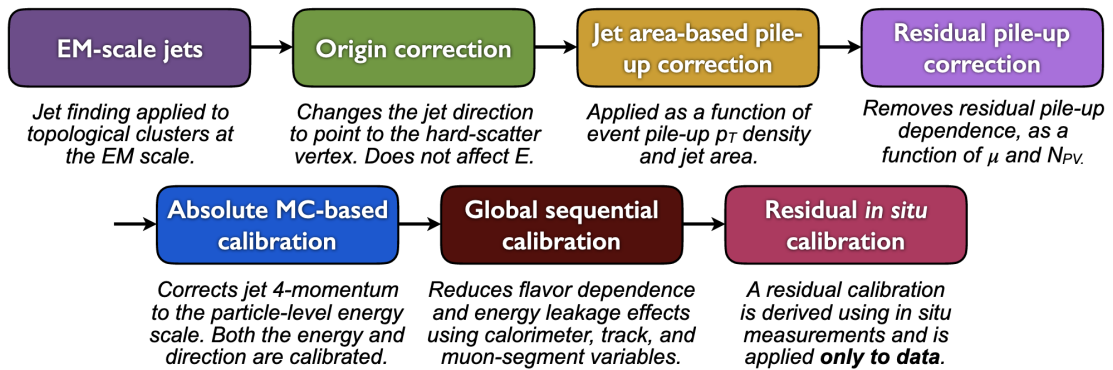 EM-scale jets
Jet finding applied to
topological clusters at
the EM scale.
Origin correction
Changes the jet direction
to point to the hard-scatter
vertex. Does not affect E.
Jet area-based pile-
up correction
Applied as a function of
event pile-up pT density
and jet area.
Residual pile-up
correction
Removes residual pile-up
dependence, as a
function of µ and NPV.
Absolute MC-based
calibration
Corrects jet 4-momentum
to the particle-level energy
scale. Both the energy and
direction are calibrated.
Global sequential
calibration
Reduces flavor dependence
and energy leakage effects
using calorimeter, track, and
muon-segment variables.
Residual in situ
calibration
A residual calibration
is derived using in situ
measurements and is
applied only to data.